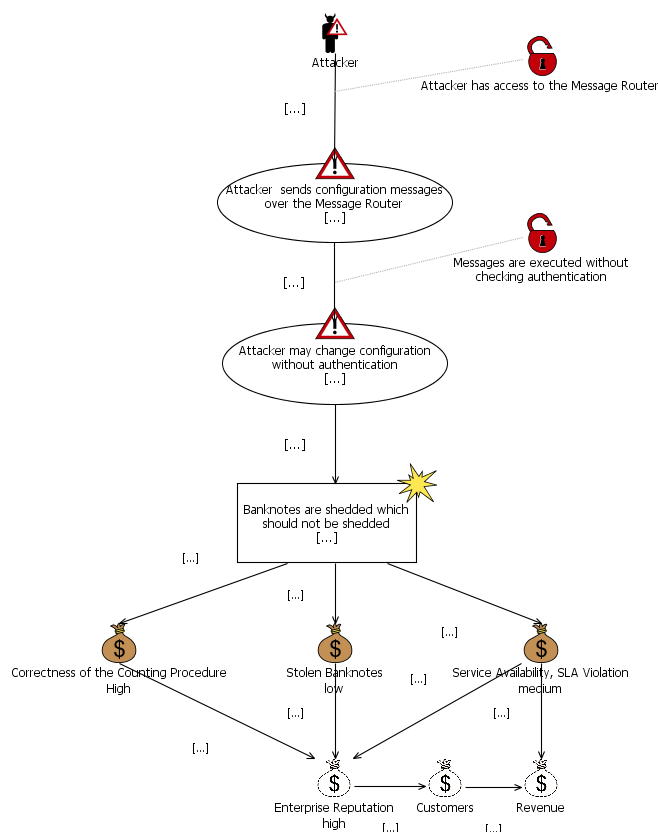 Attacker
Attacker has access to the Message Router
[...]
Attacker sends configuration messages
over the Message Router
[...]
Messages are executed without
checking authentication
[...]
Attacker may change configuration
without authentication
[...]
[...]
Banknotes are shedded which
should not be shedded
[...]
[...]
[...]
[...]
$
$
$
Correctness of the Counting Procedure
High
Stolen Banknotes
low
Service Availability, SLA Violation
medium
[...]
[...]
[...]
[...]
$
$
$
Enterprise Reputation
high
Customers
Revenue
[...]
[...]